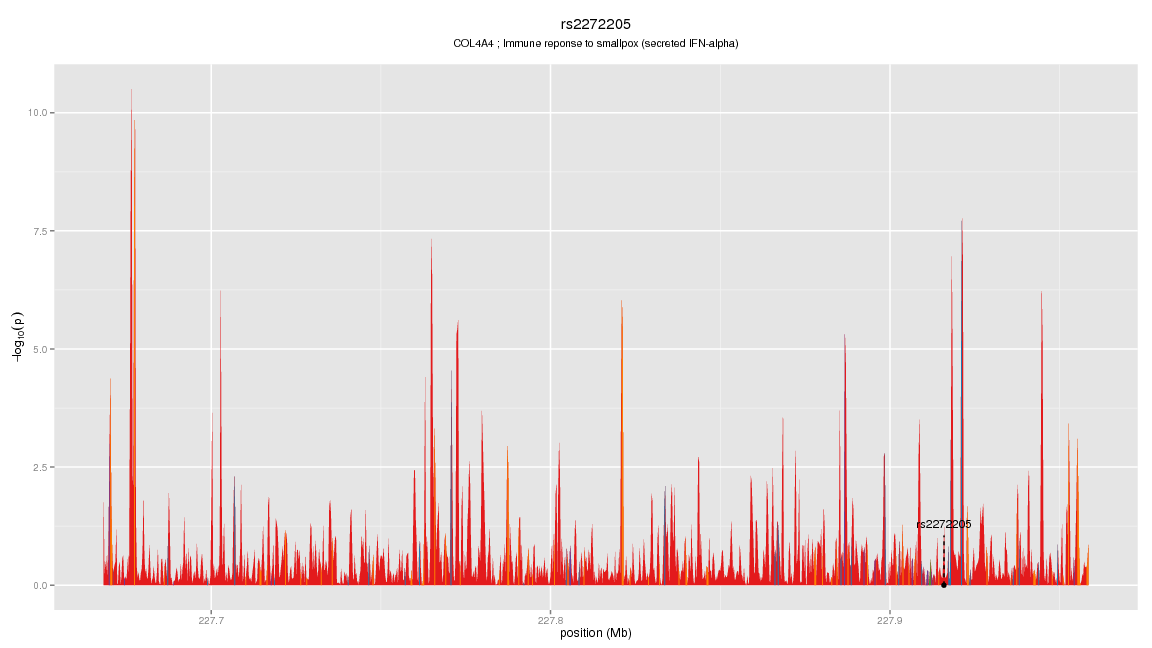 rs2272205
COL4A4 ; Immune reponse to smallpox (secreted IFN-alpha)
10.0
7.5
5.0
2.5
0.0
-log10(p)
rs2272205
227.7
227.8
227.9
position (Mb)